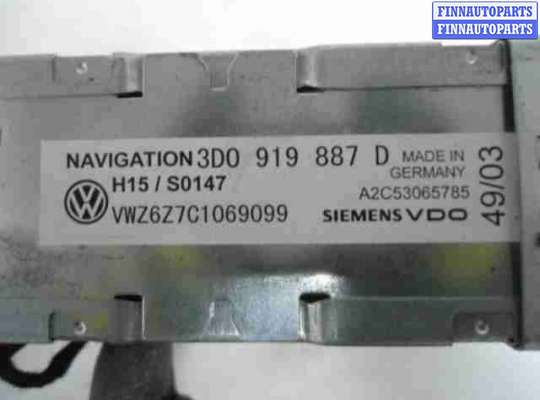 FINNAUTOPARTS
FINNAUTOPARTS
NAVIGATION 3D0 919 887 D
MADE IN
GERMANY
H15 / S0147
A2C53065785
VWZ6Z7C1069099
SIEMENS VDO
49/03